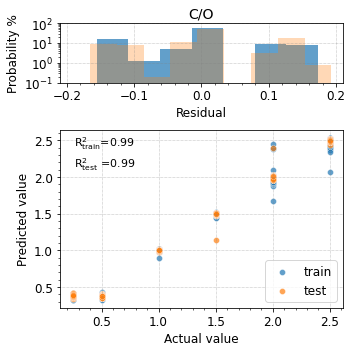 C/O
Probability %
10²
10¹
10⁰
10⁻¹
−0.2 −0.1 0.0 0.1 0.2
Residual
R²train=0.99
R²test =0.99
Predicted value
2.5
2.0
1.5
1.0
0.5
train
test
0.5 1.0 1.5 2.0 2.5
Actual value